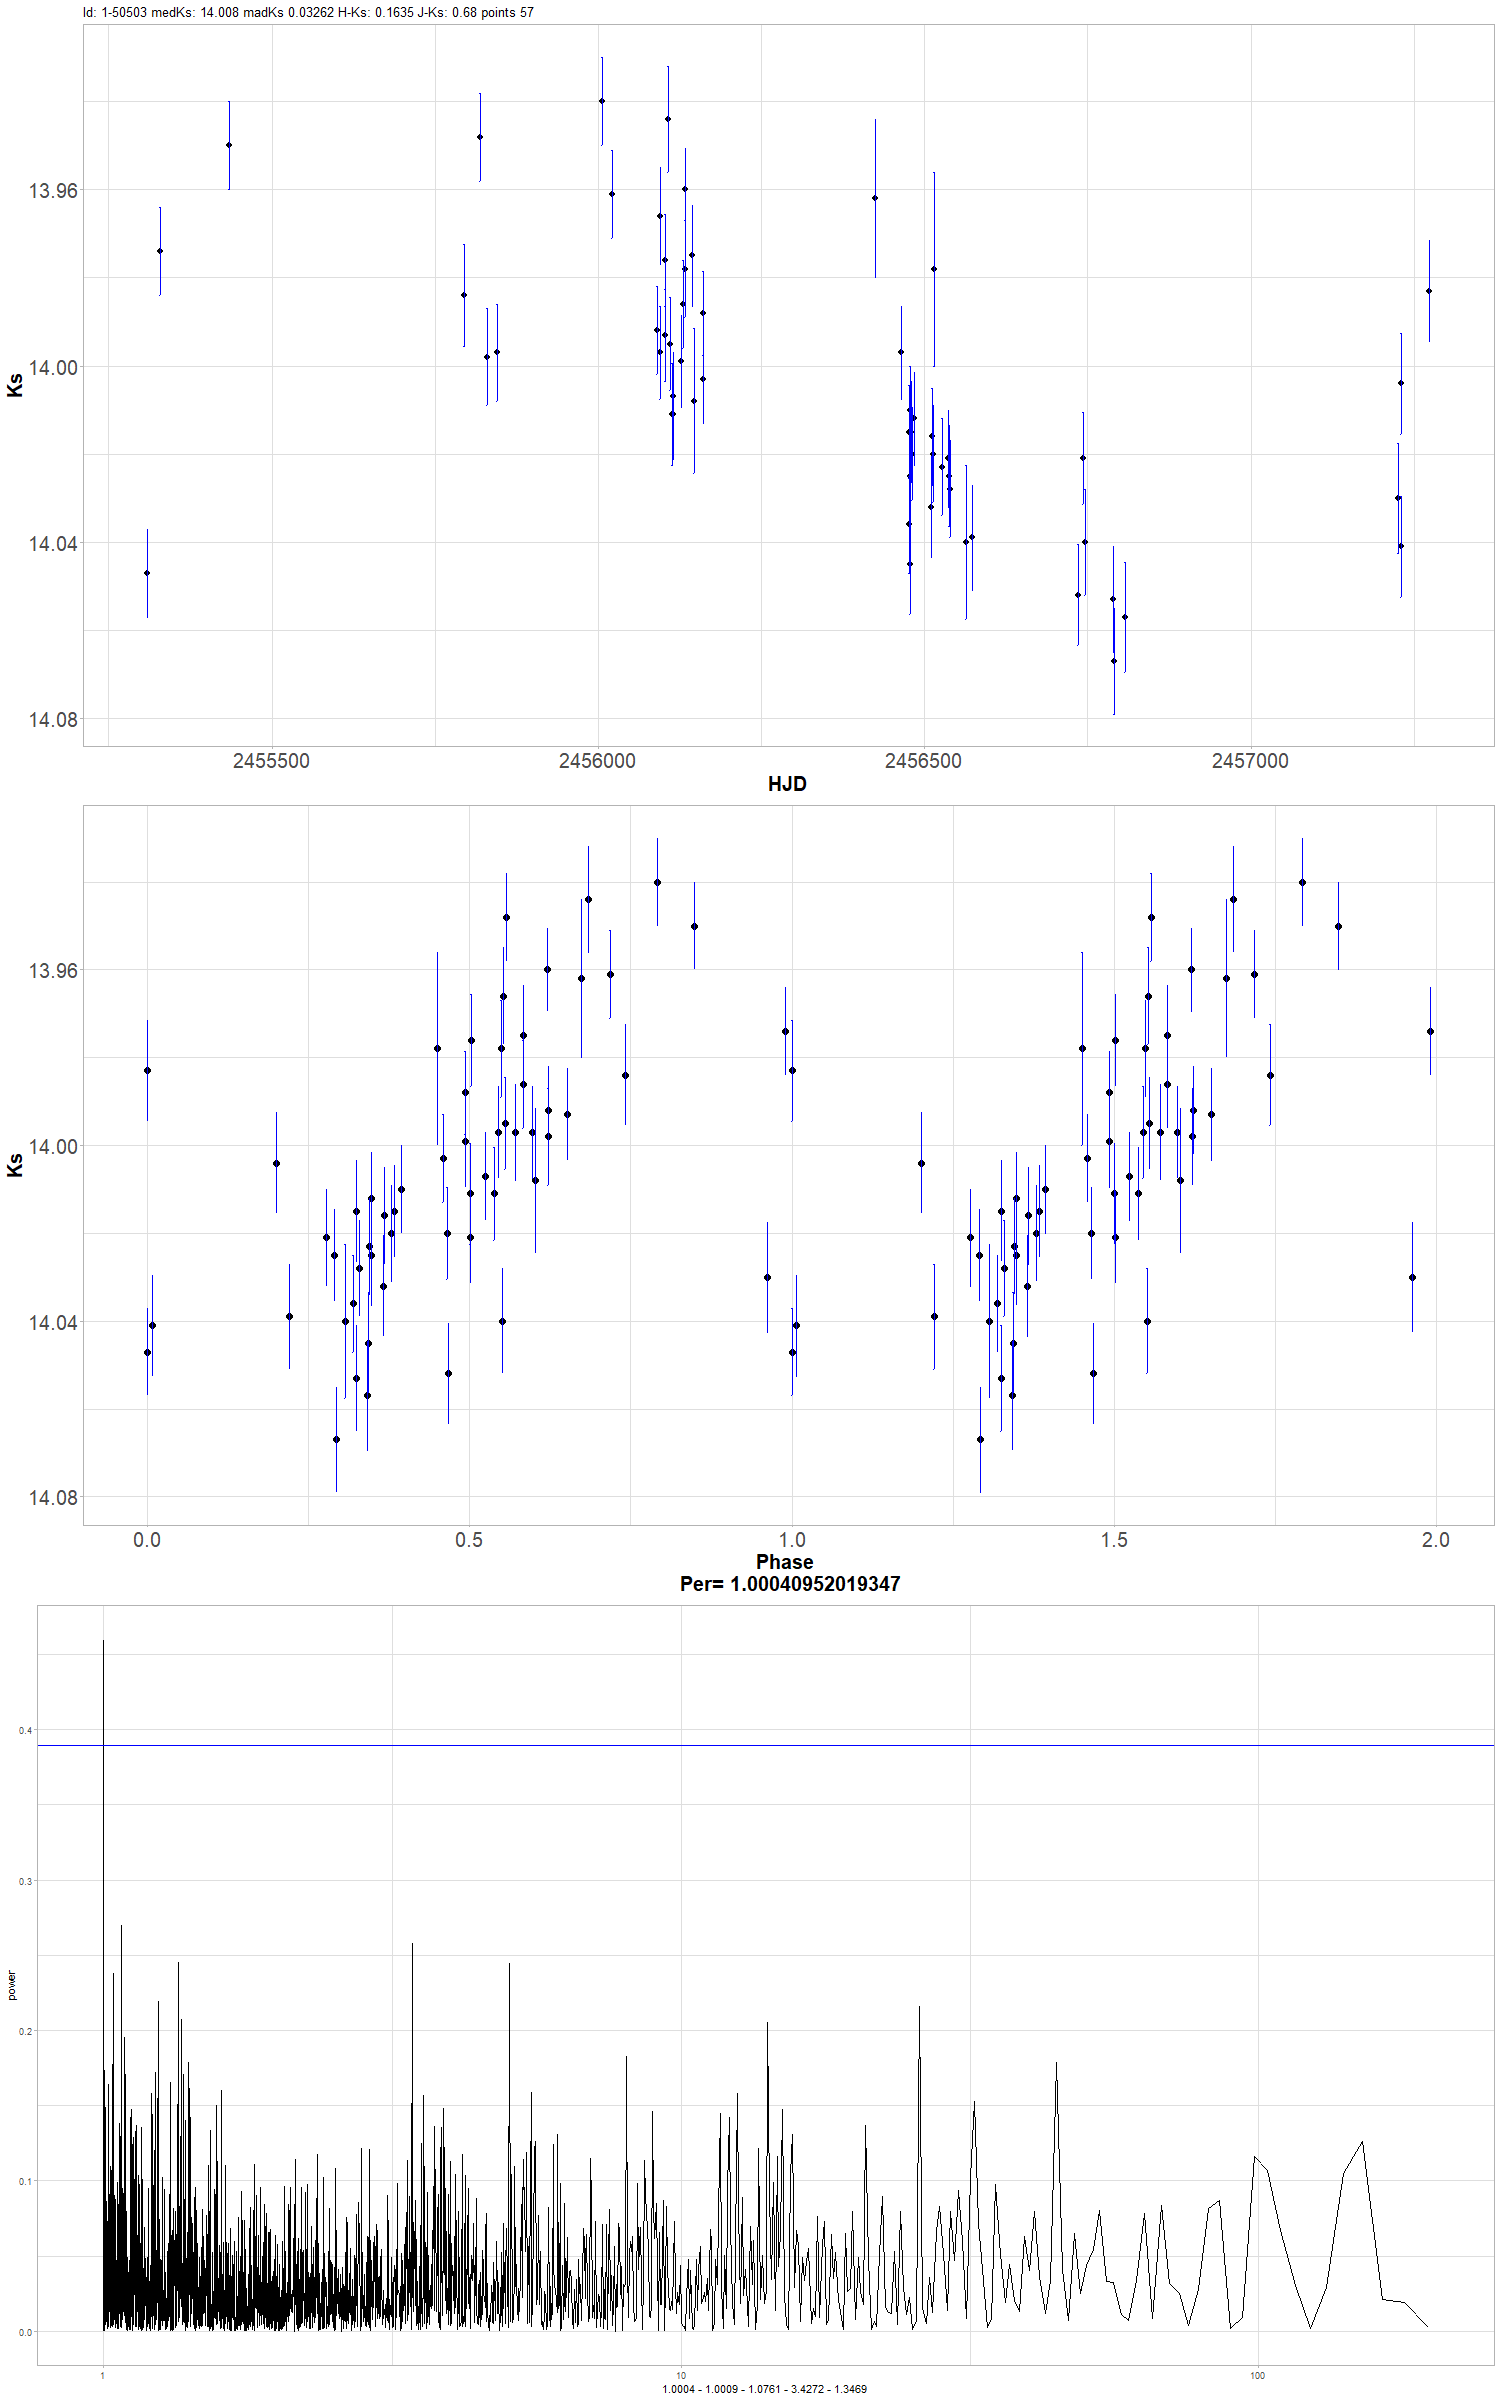 Id: 1-50503 medKs: 14.008 madKs 0.03262 H-Ks: 0.1635 J-Ks: 0.68 points 57
13.96
14.00
14.04
14.08
Ks
2455500 2456000 2456500 2457000
HJD
13.96
14.00
14.04
14.08
Ks
0.0 0.5 1.0 1.5 2.0
Phase
Per= 1.00040952019347
0.4
0.3
0.2
0.1
0.0
power
1 10 100
1.0004 - 1.0009 - 1.0761 - 3.4272 - 1.3469